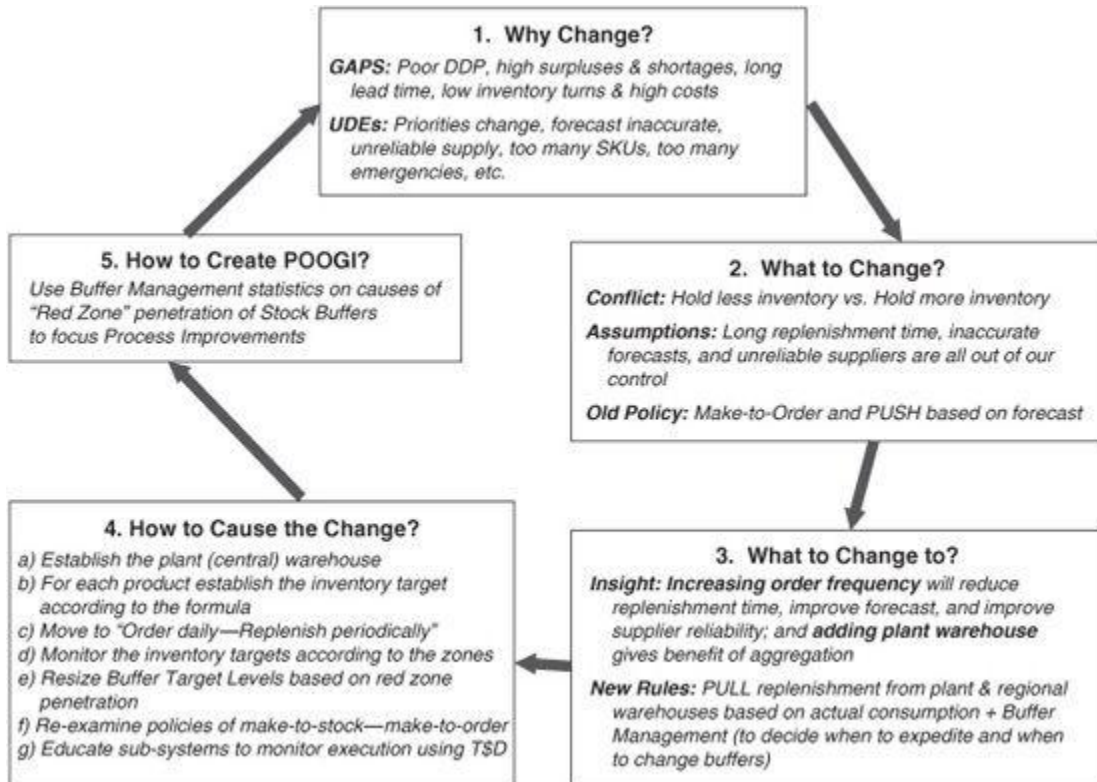 1. Why Change?
GAPS: Poor DDP, high surpluses & shortages, long
lead time, low inventory turns & high costs
UDEs: Priorities change, forecast inaccurate,
unreliable supply, too many SKUs, too many
emergencies, etc.
2. What to Change?
Conflict: Hold less inventory vs. Hold more inventory
Assumptions: Long replenishment time, inaccurate
forecasts, and unreliable suppliers are all out of our
control
Old Policy: Make-to-Order and PUSH based on forecast
3. What to Change to?
Insight: Increasing order frequency will reduce
replenishment time, improve forecast, and improve
supplier reliability; and adding plant warehouse
gives benefit of aggregation
New Rules: PULL replenishment from plant & regional
warehouses based on actual consumption + Buffer
Management (to decide when to expedite and when
to change buffers)
4. How to Cause the Change?
a) Establish the plant (central) warehouse
b) For each product establish the inventory target
according to the formula
c) Move to “Order daily—Replenish periodically”
d) Monitor the inventory targets according to the zones
e) Resize Buffer Target Levels based on red zone
penetration
f) Re-examine policies of make-to-stock—make-to-order
g) Educate sub-systems to monitor execution using T$D
5. How to Create POOGI?
Use Buffer Management statistics on causes of
“Red Zone” penetration of Stock Buffers
to focus Process Improvements